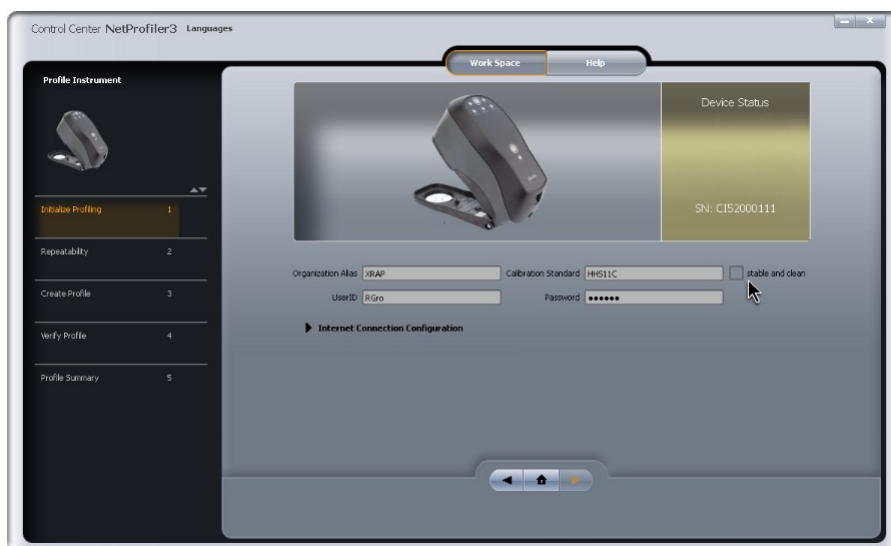 Control Center NetProfiler3 Languages
Work Space Help
Profile Instrument
Initialize Profiling 1
Repeatability 2
Create Profile 3
Verify Profile 4
Profile Summary 5
Device Status
SN: CI52000111
Organization Alias XRAP Calibration Standard HHS11C stable and clean
UserID RGro Password ●●●●●●
Internet Connection Configuration